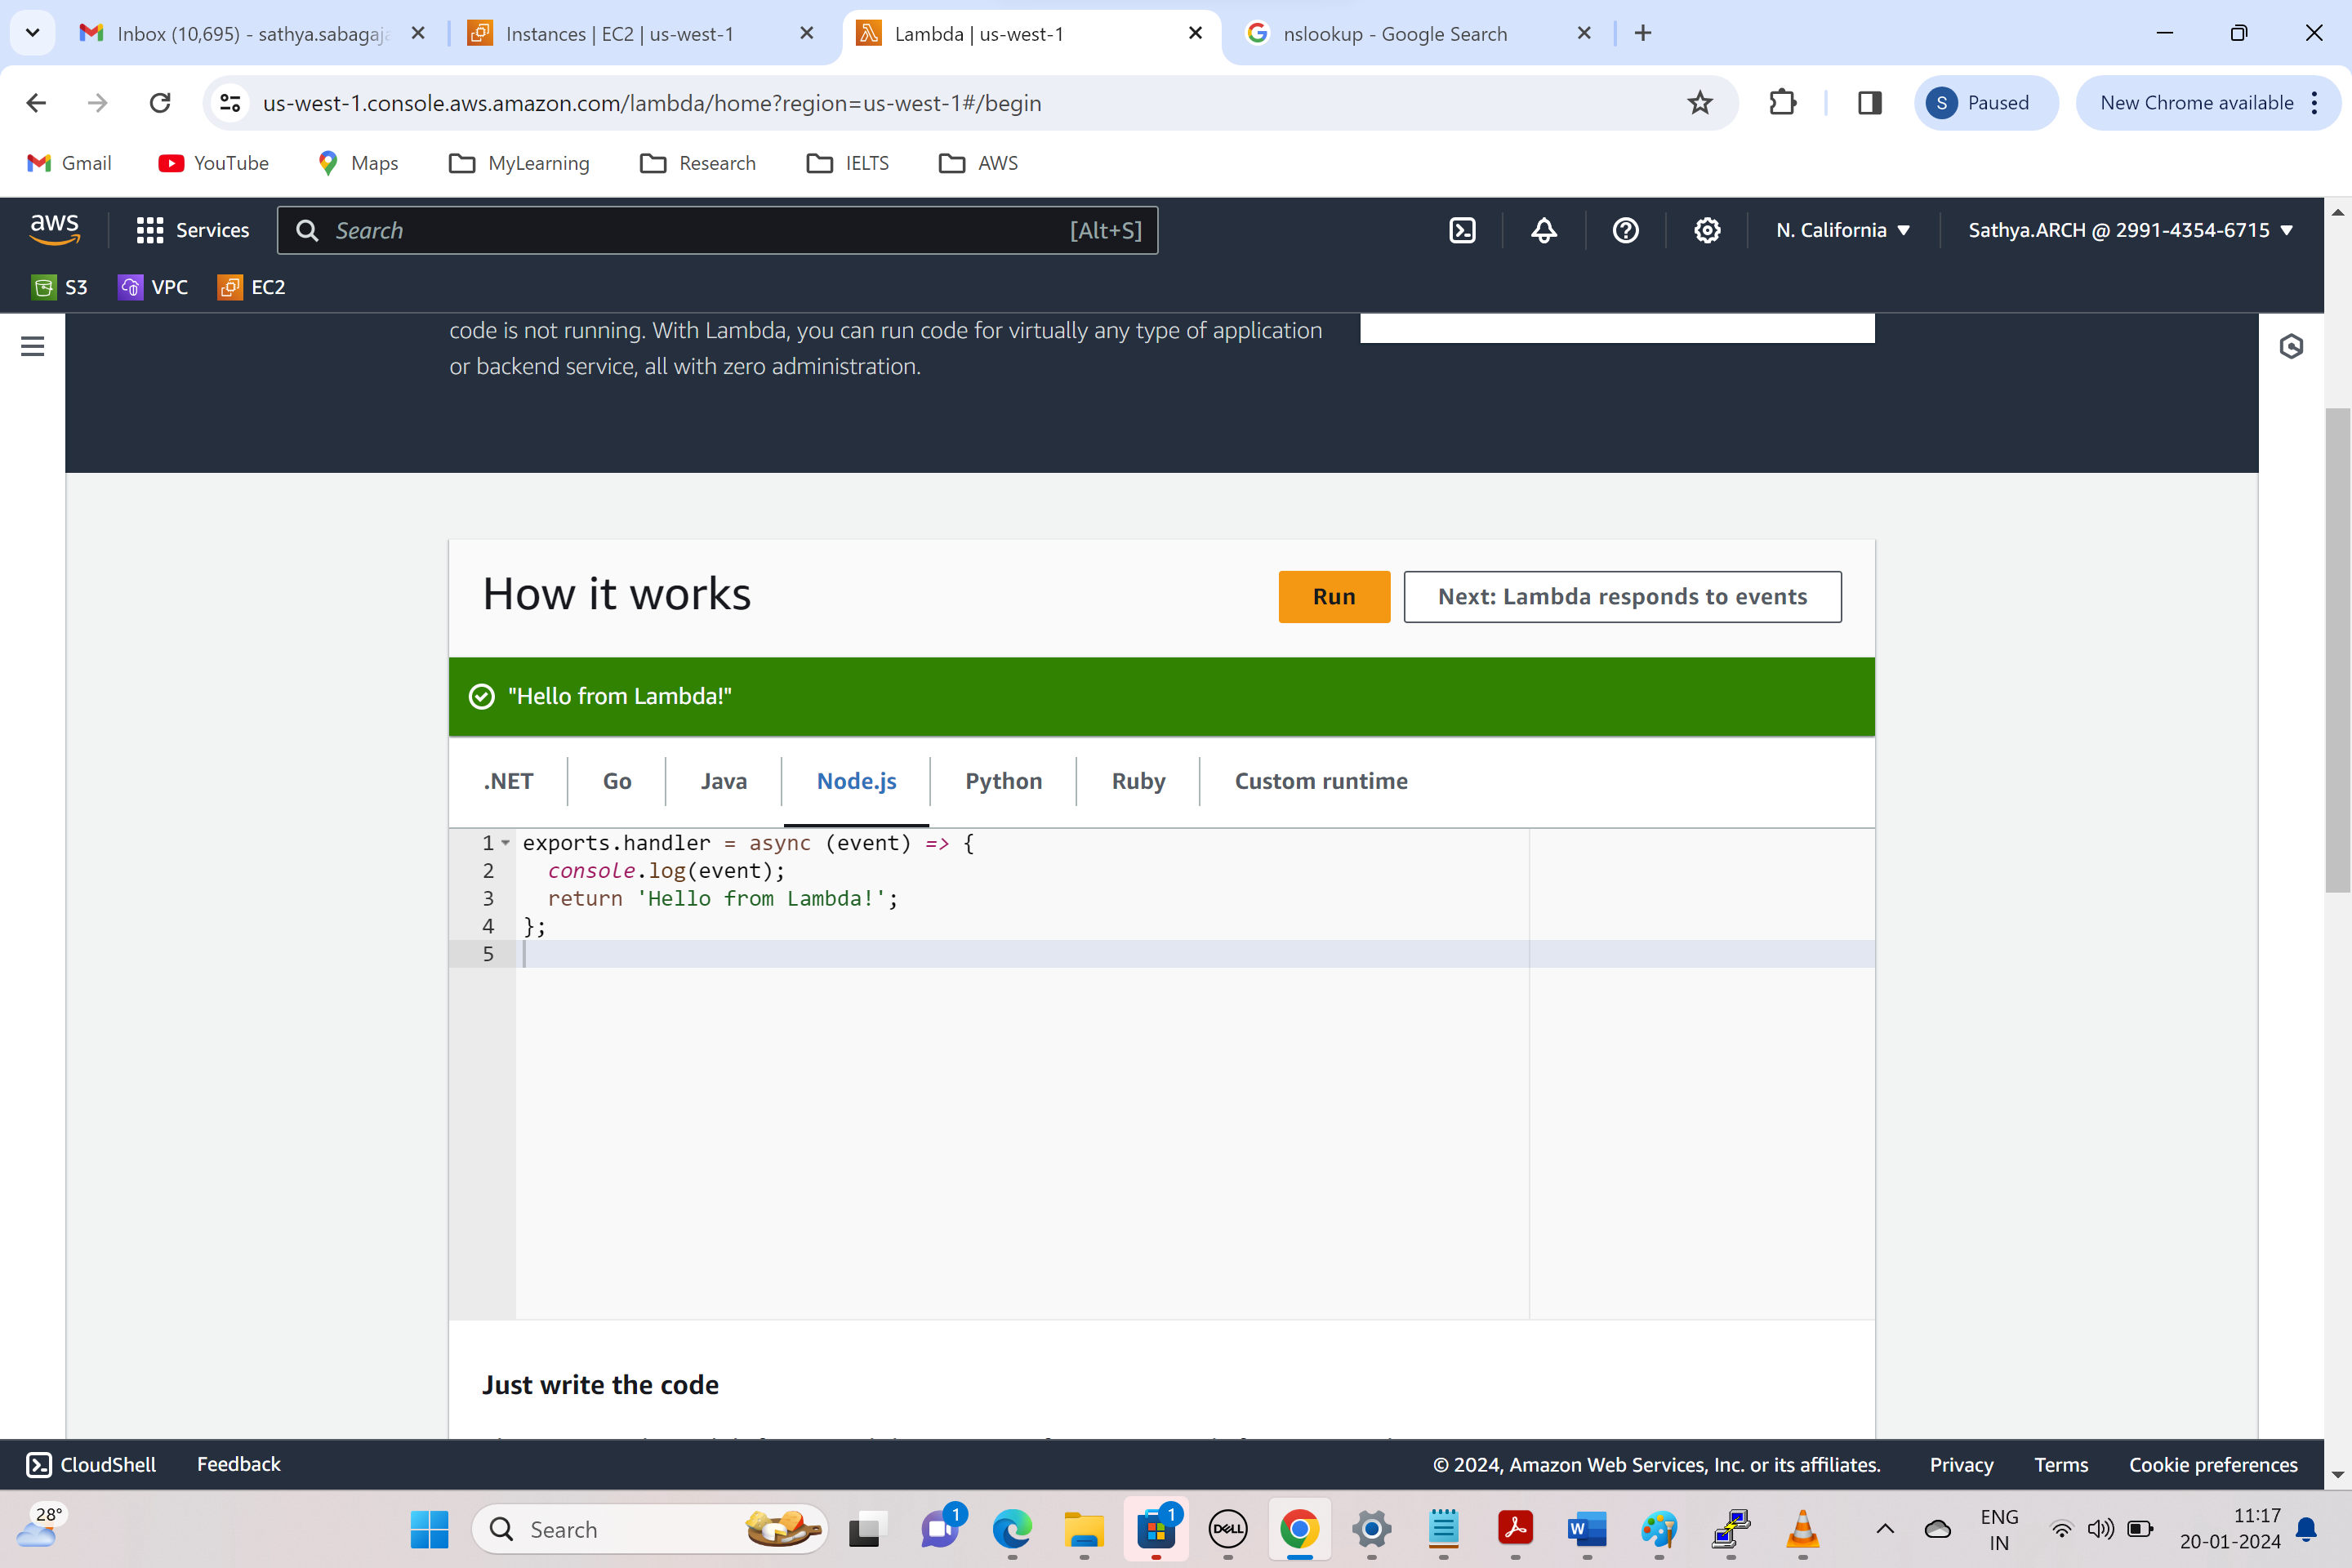 Inbox (10,695) - sathya.sabagaja
Instances | EC2 | us-west-1
Lambda | us-west-1
nslookup - Google Search
us-west-1.console.aws.amazon.com/lambda/home?region=us-west-1#/begin
S
Paused
New Chrome available
Gmail
YouTube
Maps
MyLearning
Research
IELTS
AWS
aws
Services
Search
[Alt+S]
N. California
Sathya.ARCH @ 2991-4354-6715
S3
VPC
EC2
code is not running. With Lambda, you can run code for virtually any type of application
or backend service, all with zero administration.
How it works
Run
Next: Lambda responds to events
"Hello from Lambda!"
.NET
Go
Java
Node.js
Python
Ruby
Custom runtime
1 exports.handler = async (event) => {
2 console.log(event);
3 return 'Hello from Lambda!';
4 };
5
Just write the code
CloudShell
Feedback
© 2024, Amazon Web Services, Inc. or its affiliates.
Privacy
Terms
Cookie preferences
28°
Search
1
1
DELL
W
ENG
IN
11:17
20-01-2024